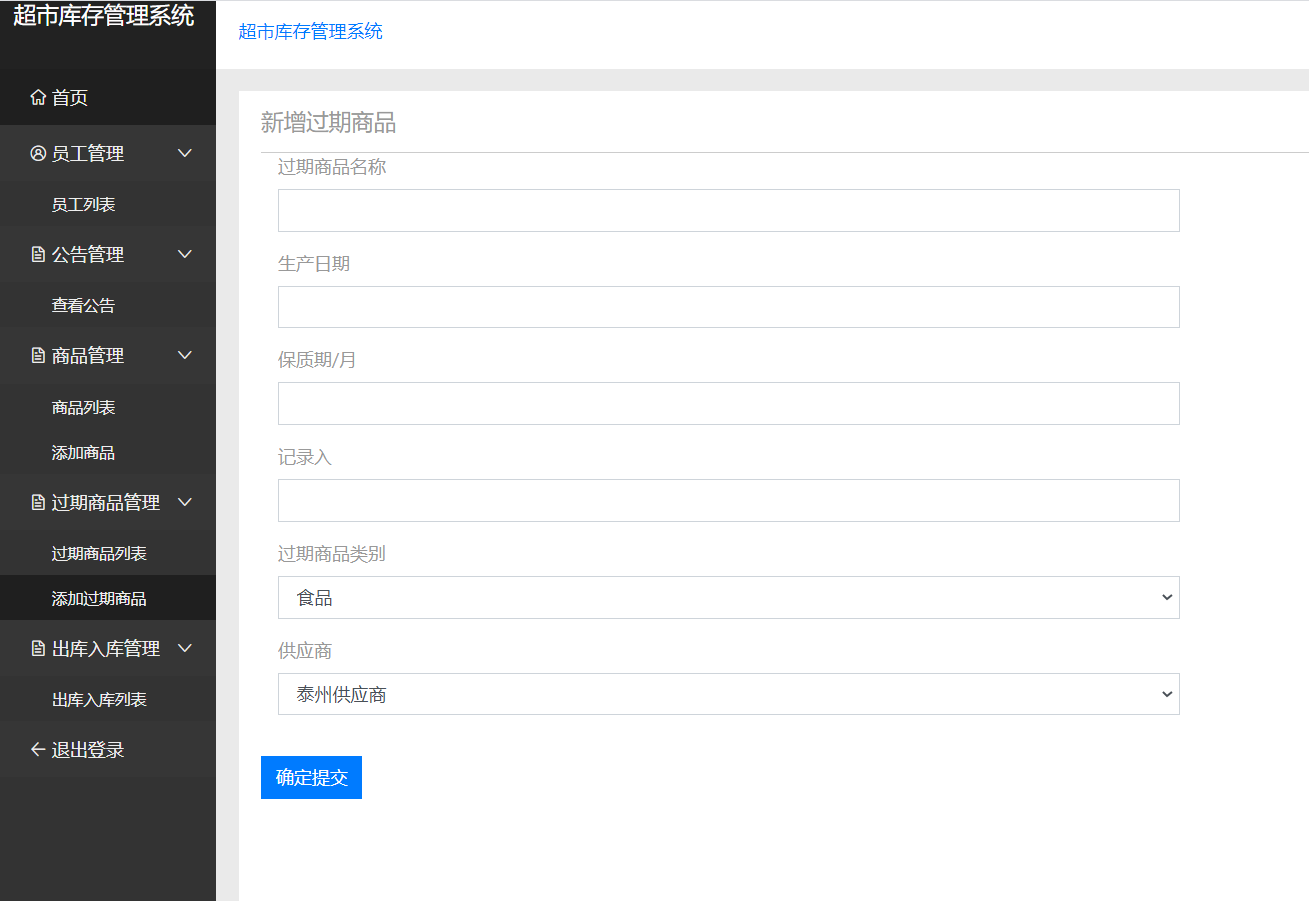 超市库存管理系统
超市库存管理系统
首页
员工管理
员工列表
公告管理
查看公告
商品管理
商品列表
添加商品
过期商品管理
过期商品列表
添加过期商品
出库入库管理
出库入库列表
退出登录
新增过期商品
过期商品名称
生产日期
保质期/月
记录入
过期商品类别
食品
供应商
泰州供应商
确定提交